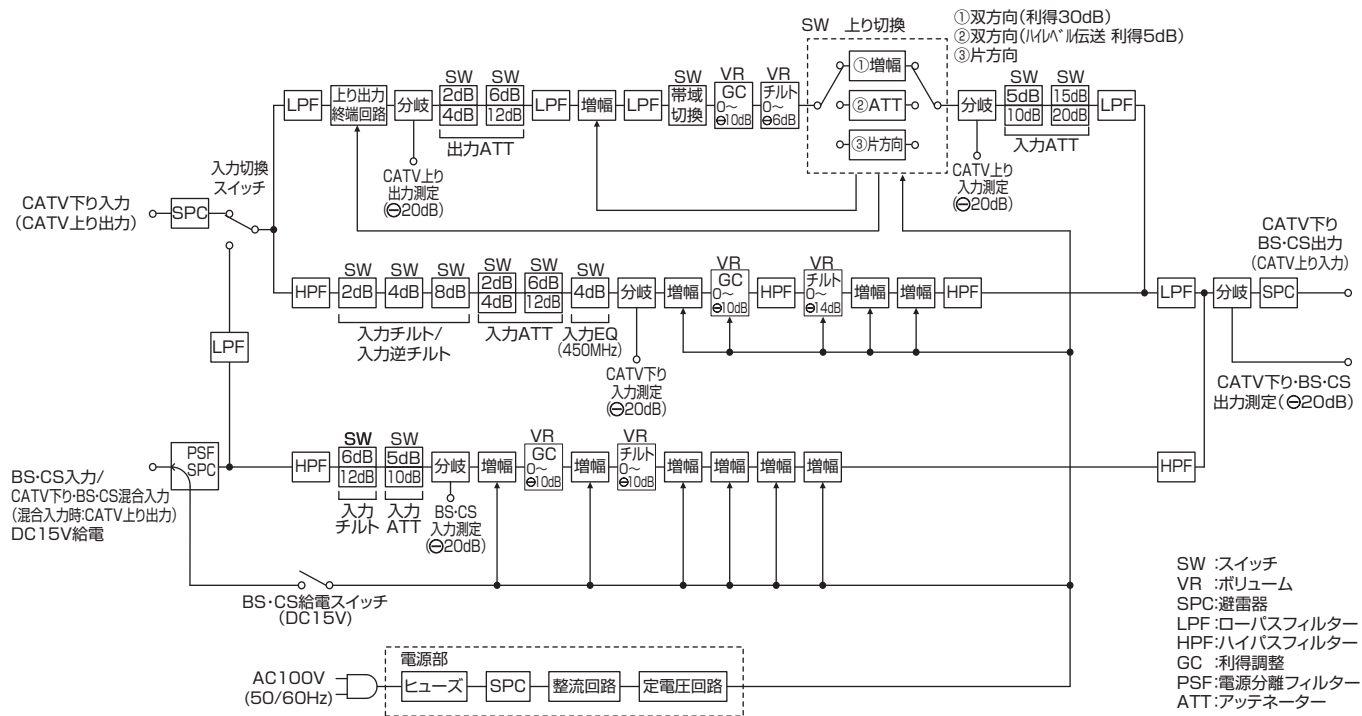 ①双方向(利得30dB)
②双方向(ハイレベル伝送 利得5dB)
③片方向
SW 上り切換
①増幅
②ATT
③片方向
LPF
上り出力
終端回路
分岐
SW
2dB
4dB
SW
6dB
12dB
出力ATT
LPF
増幅
LPF
SW
帯域
切換
VR
GC
0~
⊖10dB
VR
チルト
0~
⊖6dB
分岐
SW
5dB
10dB
SW
15dB
20dB
入力ATT
LPF
CATV上り
出力測定
(⊖20dB)
CATV上り
入力測定
(⊖20dB)
入力切換
スイッチ
CATV下り入力
(CATV上り出力)
SPC
LPF
HPF
SW
2dB
SW
4dB
SW
8dB
入力チルト/
入力逆チルト
SW
2dB
4dB
SW
6dB
12dB
入力ATT
SW
4dB
入力EQ
(450MHz)
分岐
CATV下り
入力測定
(⊖20dB)
増幅
VR
GC
0~
⊖10dB
HPF
VR
チルト
0~
⊖14dB
増幅
増幅
HPF
LPF
分岐
SPC
CATV下り
BS・CS出力
(CATV上り入力)
CATV下り・BS・CS
出力測定(⊖20dB)
BS・CS入力/
CATV下り・BS・CS混合入力
(混合入力時:CATV上り出力)
DC15V給電
PSF
SPC
HPF
SW
6dB
12dB
入力
チルト
SW
5dB
10dB
入力
ATT
分岐
BS・CS
入力測定
(⊖20dB)
増幅
VR
GC
0~
⊖10dB
増幅
VR
チルト
0~
⊖10dB
増幅
増幅
増幅
増幅
HPF
BS・CS給電スイッチ
(DC15V)
電源部
AC100V
(50/60Hz)
ヒューズ
SPC
整流回路
定電圧回路
SW :スイッチ
VR :ボリューム
SPC:避雷器
LPF:ローパスフィルター
HPF:ハイパスフィルター
GC :利得調整
PSF:電源分離フィルター
ATT:アッテネーター